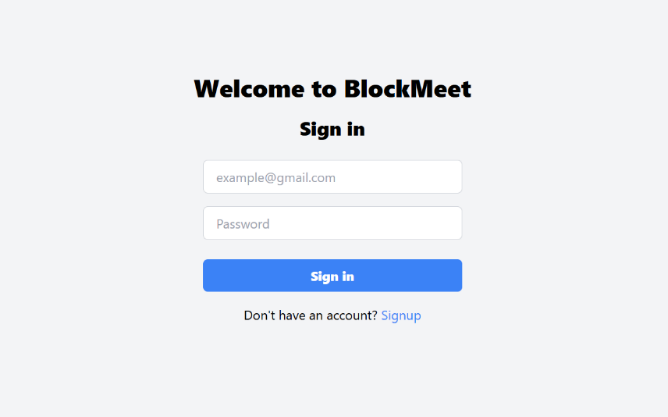 Welcome to BlockMeet
Sign in
example@gmail.com
Password
Sign in
Don't have an account? Signup